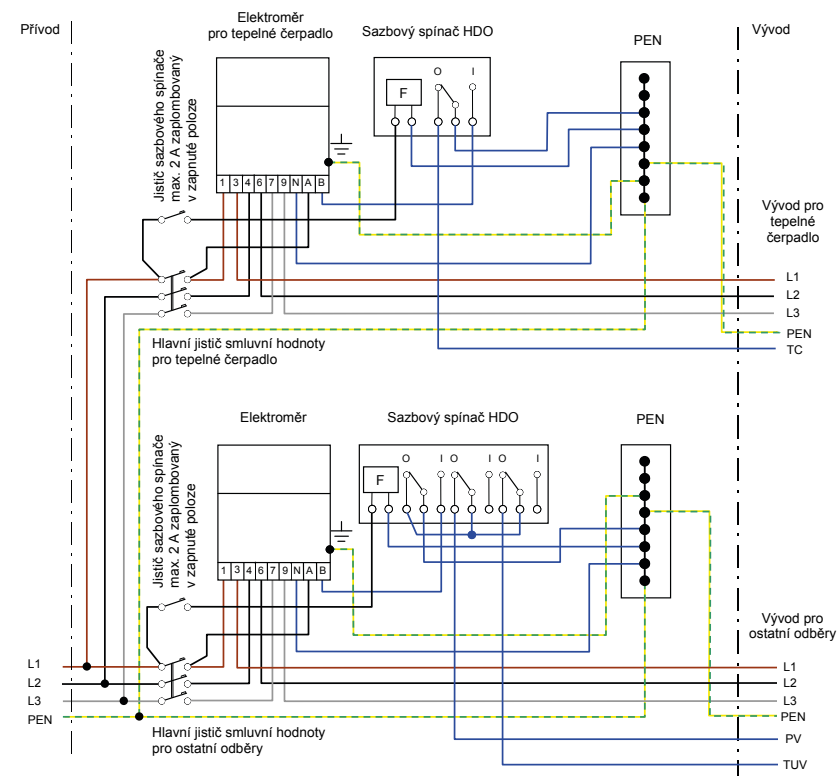 Přívod
Elektroměr
pro tepelné čerpadlo
Sazbový spínač HDO
PEN
Vývod
Jistič sazbového spínače
max. 2 A zaplombovaný
v zapnuté poloze
F
O
I
1 3 4 6 7 9 N A B
Vývod pro
tepelné
čerpadlo
L1
L2
L3
PEN
TC
Hlavní jistič smluvní hodnoty
pro tepelné čerpadlo
Elektroměr
Sazbový spínač HDO
PEN
Jistič sazbového spínače
max. 2 A zaplombovaný
v zapnuté poloze
F
O I O I O I
1 3 4 6 7 9 N A B
Vývod pro
ostatní odběry
L1
L2
L3
PEN
L1
L2
L3
PEN
PV
TUV
Hlavní jistič smluvní hodnoty
pro ostatní odběry